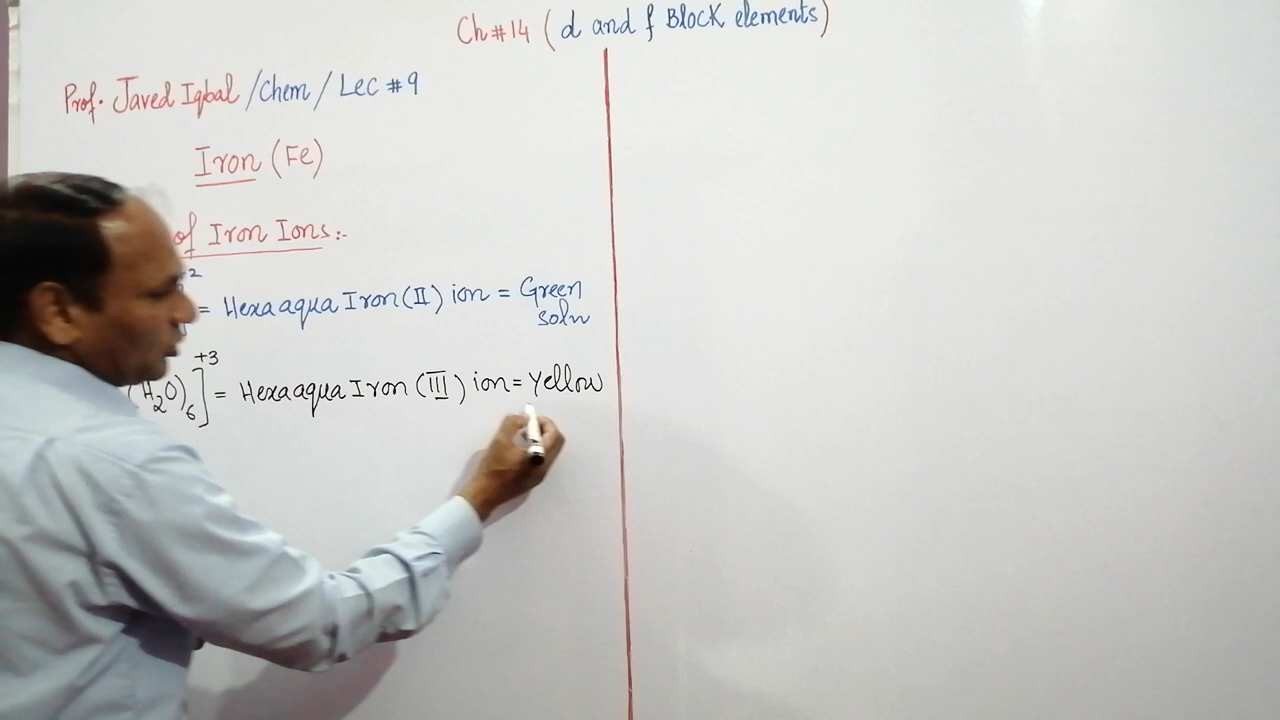 Ch#14 (d and f Block elements)
Prof. Javed Iqbal /Chem / Lec #9
Iron (Fe)
of Iron Ions:-
= Hexaaqua Iron (II) ion = Green
soln
(H2O)6]+3 = Hexaaqua Iron (III) ion = Yellow